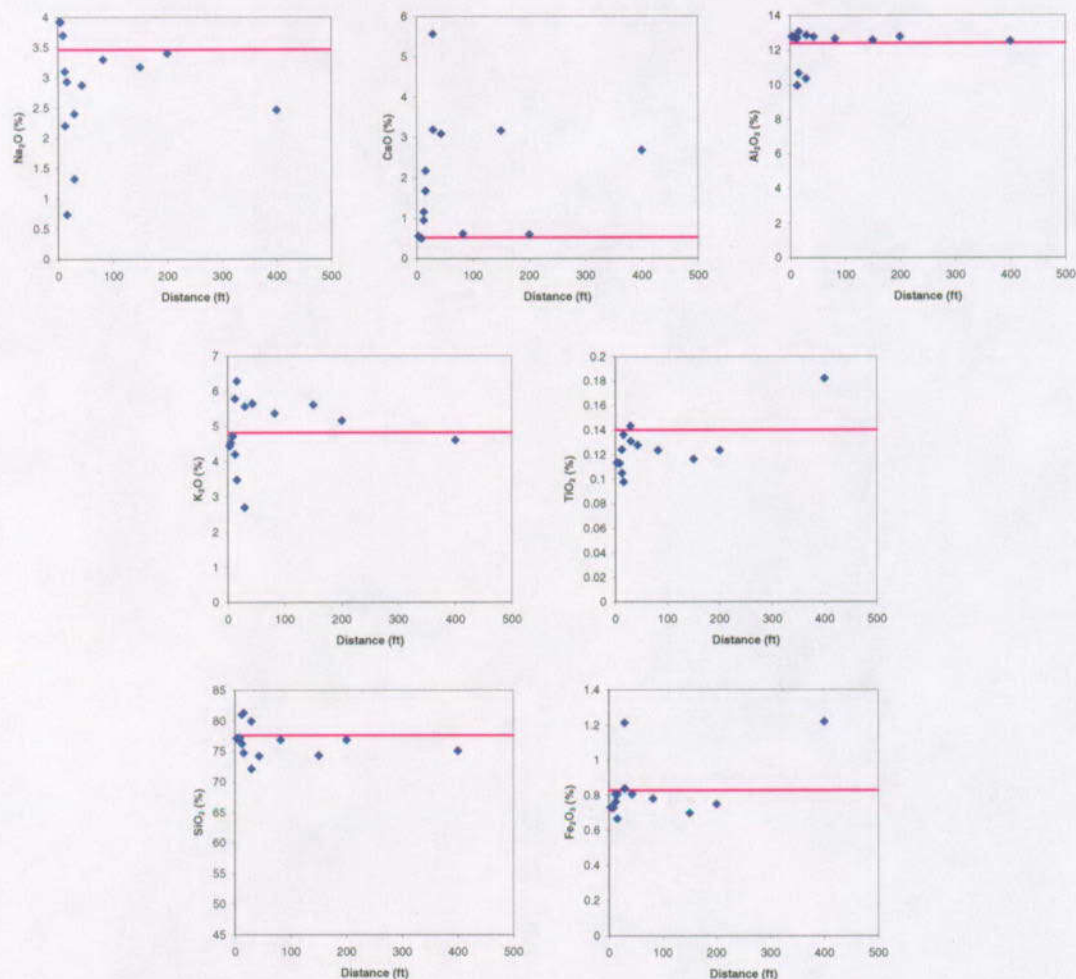 4
3.5
3
2.5
2
1.5
1
0.5
0
Na₂O (%)
0 100 200 300 400 500
Distance (ft)
6
5
4
3
2
1
0
CaO (%)
0 100 200 300 400 500
Distance (ft)
14
12
10
8
6
4
2
0
Al₂O₃ (%)
0 100 200 300 400 500
Distance (ft)
7
6
5
4
3
2
1
0
K₂O (%)
0 100 200 300 400 500
Distance (ft)
0.2
0.18
0.16
0.14
0.12
0.1
0.08
0.06
0.04
0.02
0
TiO₂ (%)
0 100 200 300 400 500
Distance (ft)
85
80
75
70
65
60
55
50
45
SiO₂ (%)
0 100 200 300 400 500
Distance (ft)
1.4
1.2
1
0.8
0.6
0.4
0.2
0
Fe₂O₃ (%)
0 100 200 300 400 500
Distance (ft)